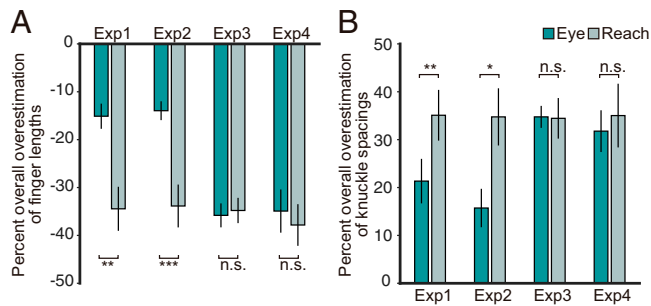 A
Exp1 Exp2 Exp3 Exp4
Percent overall overestimation
of finger lengths
0
-10
-20
-30
-40
-50
** *** n.s. n.s.
B
Eye Reach
Percent overall overestimation
of knuckle spacings
50
40
30
20
10
0
** * n.s. n.s.
Exp1 Exp2 Exp3 Exp4